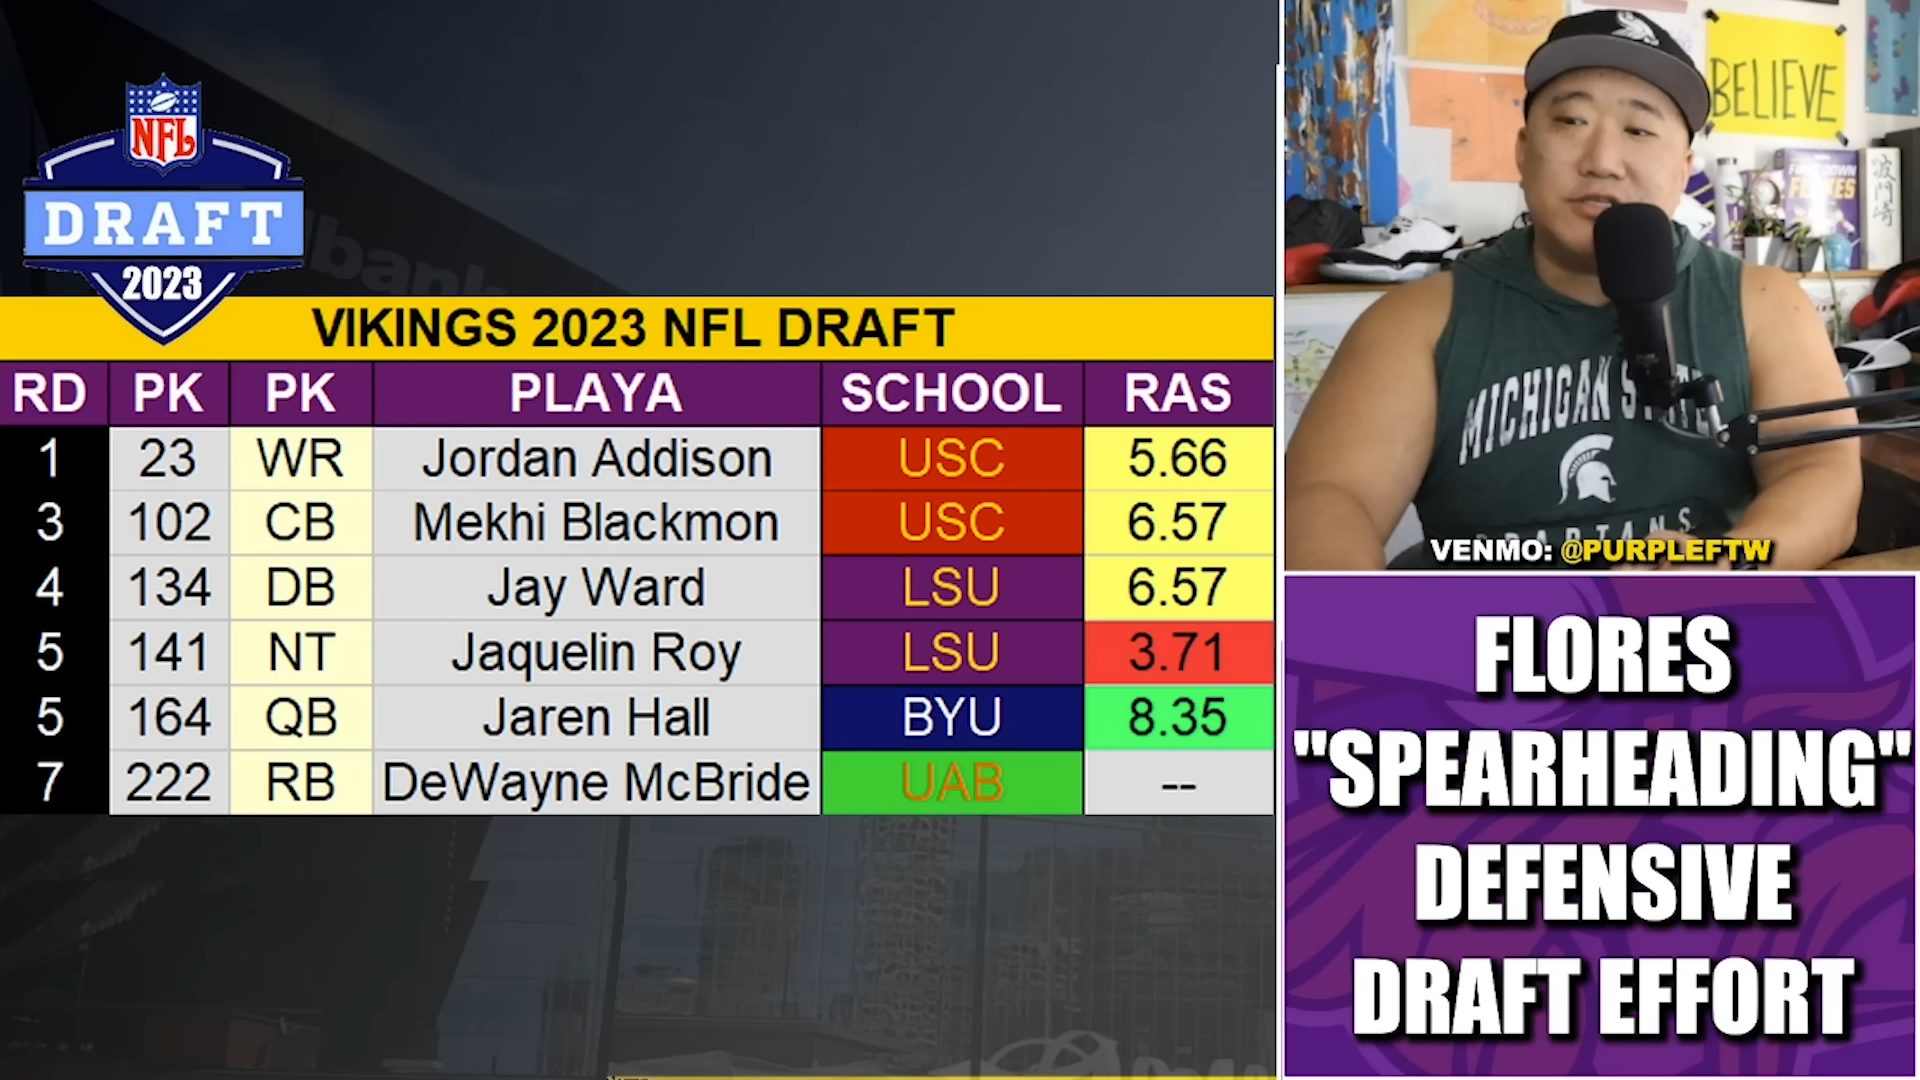 NFL
DRAFT
2023
VIKINGS 2023 NFL DRAFT
RD PK PK PLAYA SCHOOL RAS
1 23 WR Jordan Addison USC 5.66
3 102 CB Mekhi Blackmon USC 6.57
4 134 DB Jay Ward LSU 6.57
5 141 NT Jaquelin Roy LSU 3.71
5 164 QB Jaren Hall BYU 8.35
7 222 RB DeWayne McBride UAB --
BELIEVE
MICHIGAN STATE
SPARTANS
VENMO: @PURPLEFTW
FLORES
"SPEARHEADING"
DEFENSIVE
DRAFT EFFORT